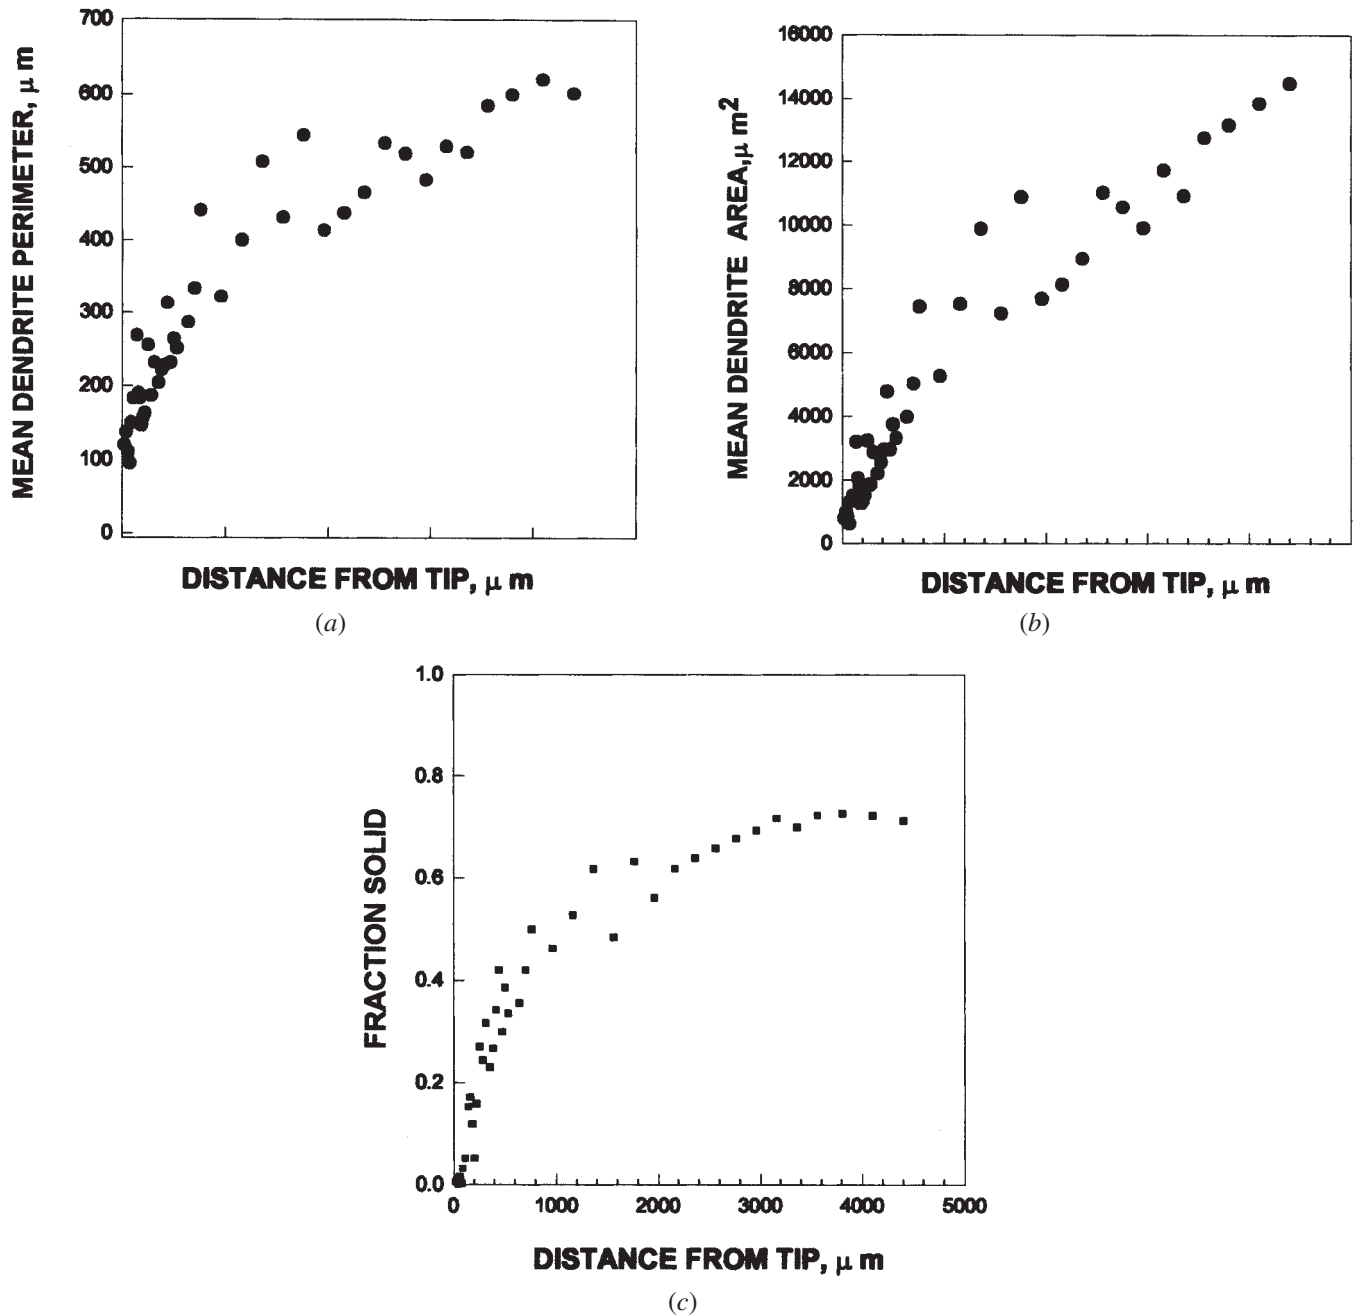 700
600
500
400
300
200
100
0
MEAN DENDRITE PERIMETER, μ m
DISTANCE FROM TIP, μ m
(a)
16000
14000
12000
10000
8000
6000
4000
2000
0
MEAN DENDRITE AREA,μ m²
DISTANCE FROM TIP, μ m
(b)
1.0
0.8
0.6
0.4
0.2
0.0
FRACTION SOLID
0 1000 2000 3000 4000 5000
DISTANCE FROM TIP, μ m
(c)